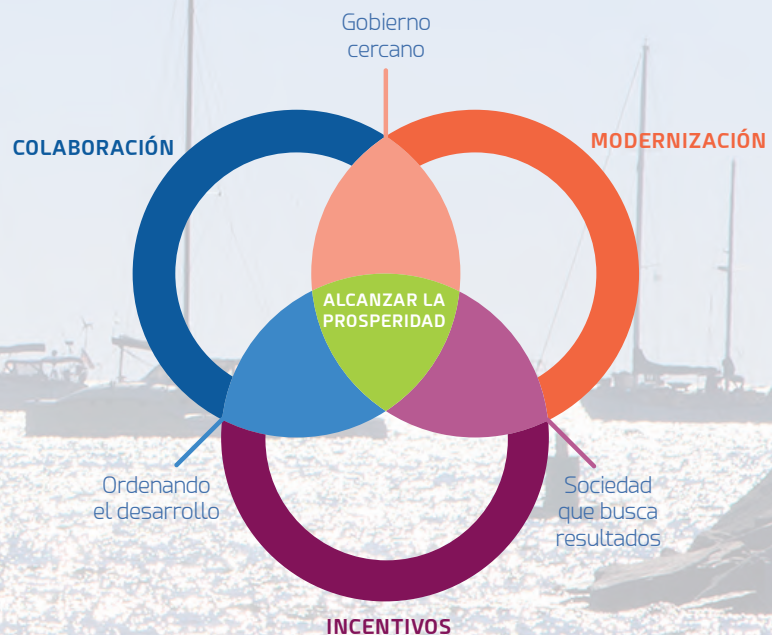 Gobierno
cercano
COLABORACIÓN
MODERNIZACIÓN
ALCANZAR LA
PROSPERIDAD
Ordenando
el desarrollo
Sociedad
que busca
resultados
INCENTIVOS